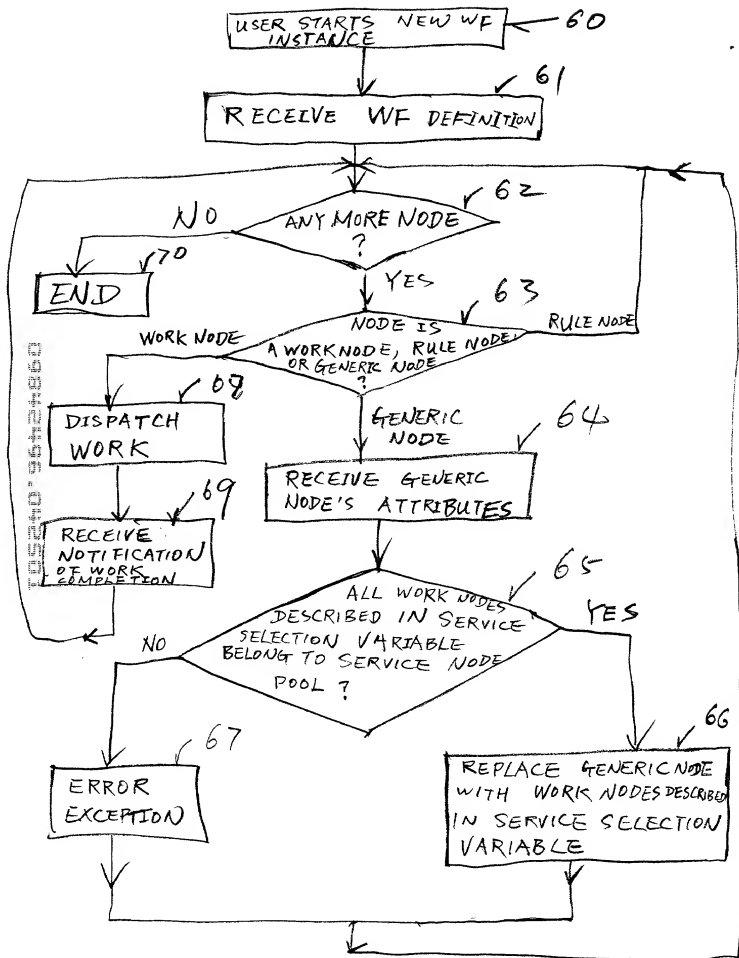 USER STARTS NEW WF
INSTANCE
60
61
RECEIVE WF DEFINITION
62
ANY MORE NODE
?
NO
70
END
YES
63
NODE IS
A WORK NODE, RULE NODE,
OR GENERIC NODE
?
RULE NODE
WORK NODE
68
DISPATCH
WORK
GENERIC
NODE
64
RECEIVE GENERIC
NODE'S ATTRIBUTES
69
RECEIVE
NOTIFICATION
OF WORK
COMPLETION
65
ALL WORK NODES
DESCRIBED IN SERVICE
SELECTION VARIABLE
BELONG TO SERVICE NODE
POOL ?
NO
YES
67
ERROR
EXCEPTION
66
REPLACE GENERIC NODE
WITH WORK NODES DESCRIBED
IN SERVICE SELECTION
VARIABLE